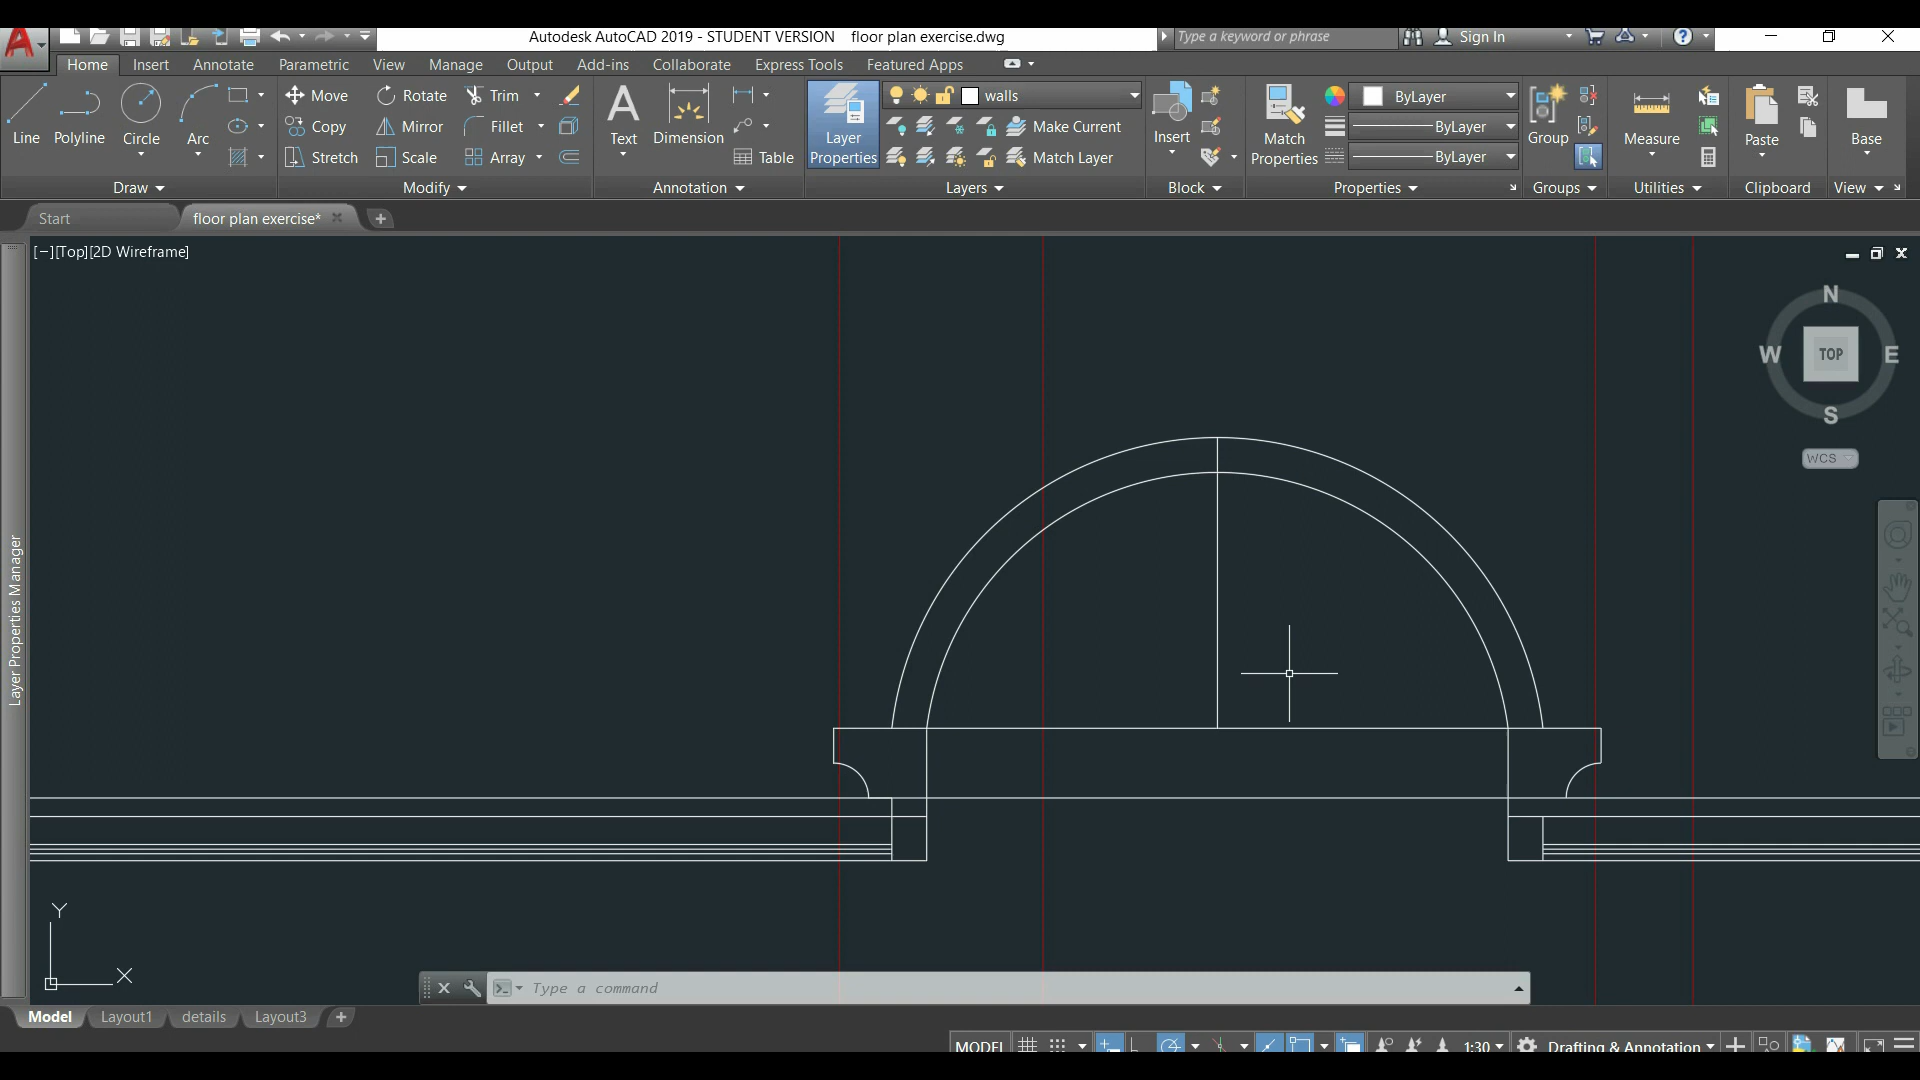 Autodesk AutoCAD 2019 - STUDENT VERSION floor plan exercise.dwg
Type a keyword or phrase
Sign In
Home Insert Annotate Parametric View Manage Output Add-ins Collaborate Express Tools Featured Apps
Line Polyline Circle Arc
Move Rotate Trim
Copy Mirror Fillet
Stretch Scale Array
Text Dimension Table
Layer Properties
walls
Make Current
Match Layer
Insert
Match Properties
ByLayer
ByLayer
ByLayer
Group
Measure
Paste
Base
Draw Modify Annotation Layers Block Properties Groups Utilities Clipboard View
Start floor plan exercise*
[−][Top][2D Wireframe]
N
W TOP E
S
WCS
Layer Properties Manager
Y
X
Type a command
Model Layout1 details Layout3
MODEL 1:30 Drafting & Annotation